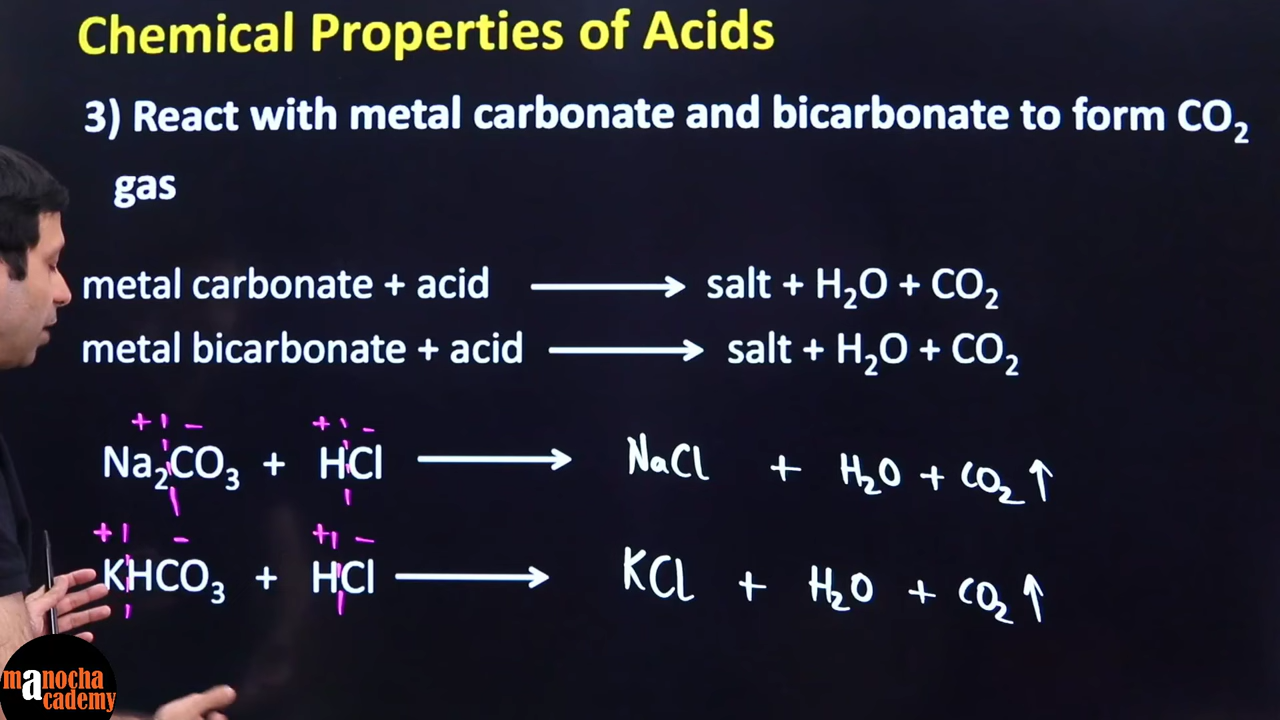 Chemical Properties of Acids
3) React with metal carbonate and bicarbonate to form CO₂
gas
metal carbonate + acid ⟶ salt + H₂O + CO₂
metal bicarbonate + acid ⟶ salt + H₂O + CO₂
+ -  + -
Na₂CO₃ + HCl ⟶ NaCl + H₂O + CO₂ ↑
+ -  + -
KHCO₃ + HCl ⟶ KCl + H₂O + CO₂ ↑
manocha
academy